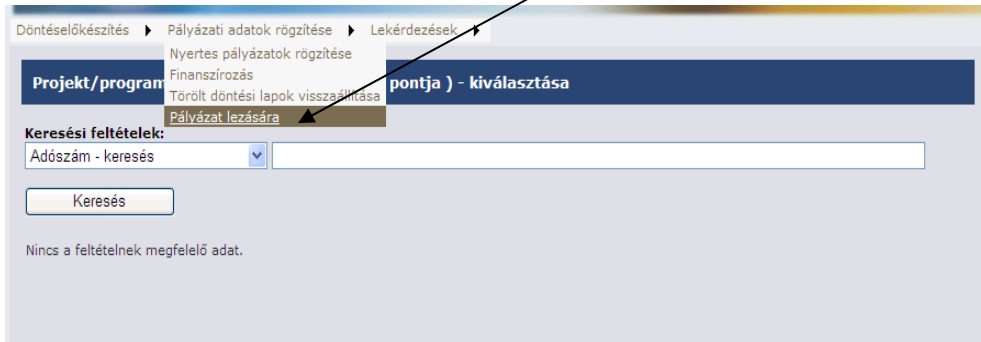 Döntéselőkészítés Pályázati adatok rögzítése Lekérdezések
Nyertes pályázatok rögzítése
Finanszírozás
Törölt döntési lapok visszaállítása
Pályázat lezására
Projekt/program pontja ) - kiválasztása
Keresési feltételek:
Adószám - keresés
Keresés
Nincs a feltételnek megfelelő adat.